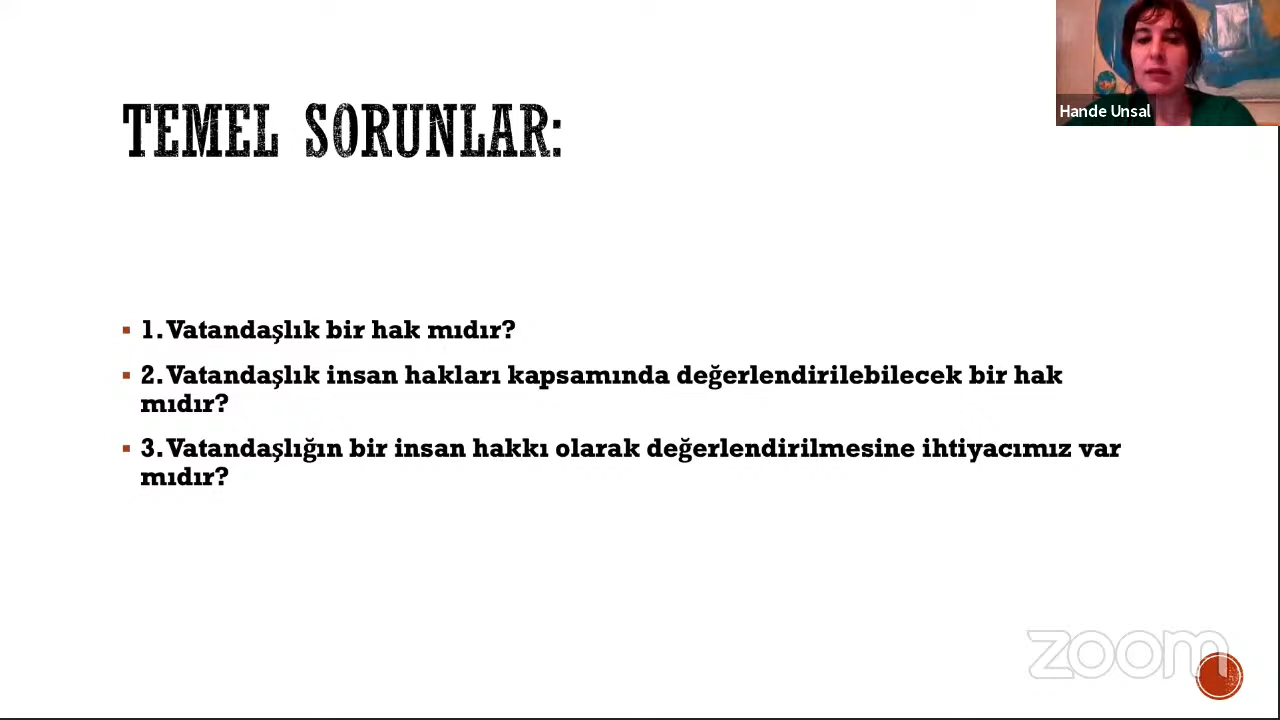 Hande Unsal
TEMEL SORUNLAR:
▪ 1. Vatandaşlık bir hak mıdır?
▪ 2. Vatandaşlık insan hakları kapsamında değerlendirilebilecek bir hak
mıdır?
▪ 3. Vatandaşlığın bir insan hakkı olarak değerlendirilmesine ihtiyacımız var
mıdır?
zoom